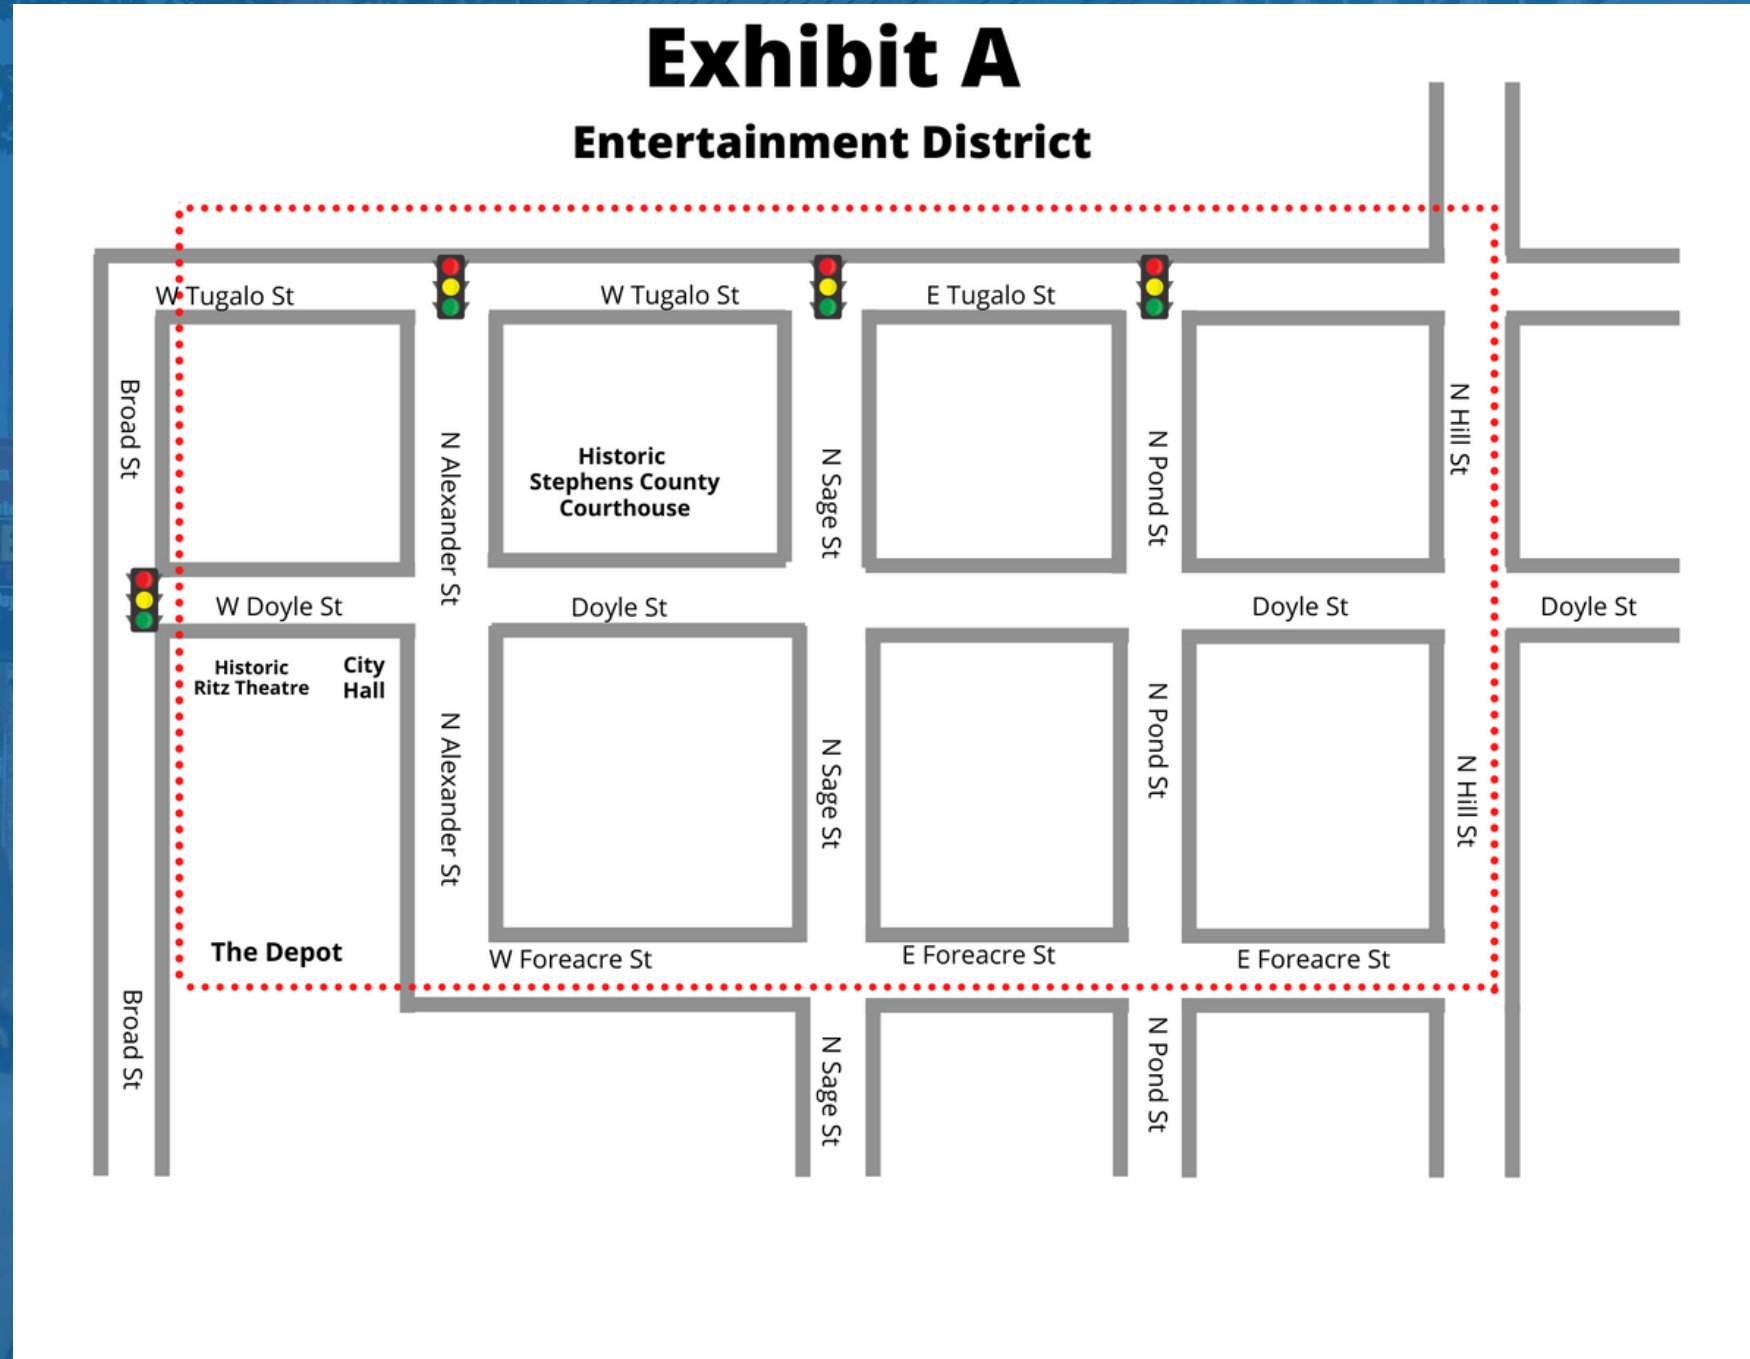 Exhibit A
Entertainment District
W Tugalo St
W Tugalo St
E Tugalo St
Broad St
N Alexander St
Historic
Stephens County
Courthouse
N Sage St
N Pond St
N Hill St
W Doyle St
Doyle St
Doyle St
Doyle St
Historic
Ritz Theatre
City
Hall
N Alexander St
N Sage St
N Pond St
N Hill St
The Depot
W Foreacre St
E Foreacre St
E Foreacre St
Broad St
N Sage St
N Pond St